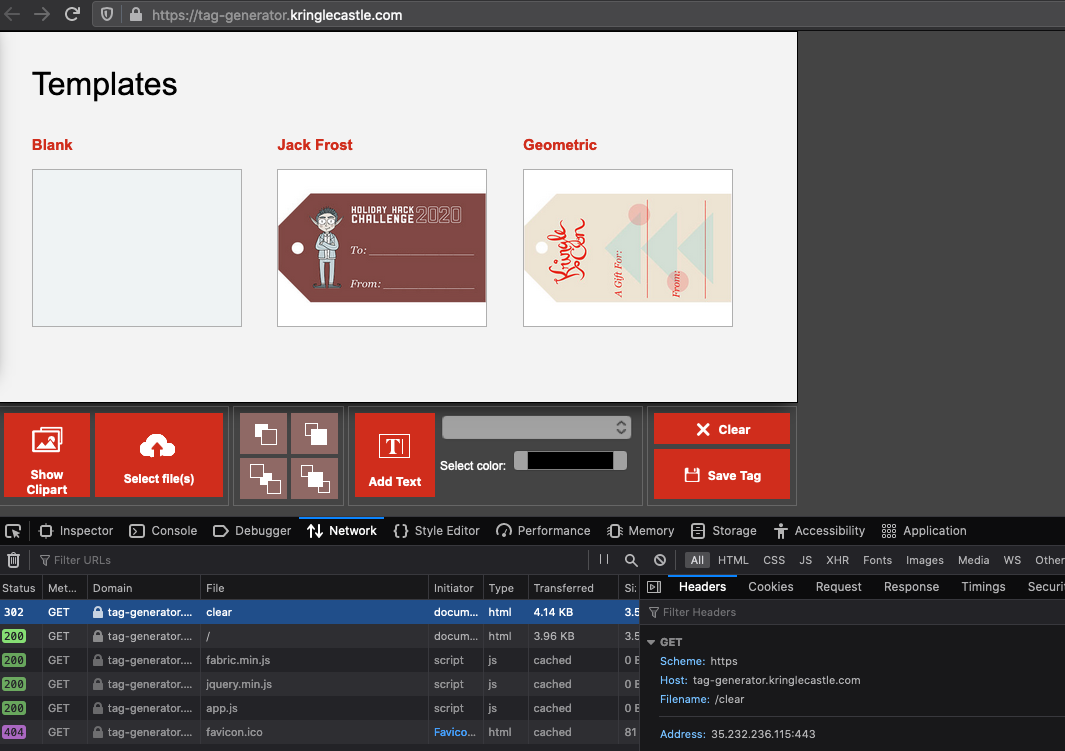 https://tag-generator.kringlecastle.com
Templates
Blank
Jack Frost
Geometric
HOLIDAY HACK
CHALLENGE 2020
To:
From:
Kringle
Con
A Gift For:
From:
Show
Clipart
Select file(s)
T
Add Text
Select color:
Clear
Save Tag
Inspector Console Debugger Network Style Editor Performance Memory Storage Accessibility Application
Filter URLs
All HTML CSS JS XHR Fonts Images Media WS Other
Status Met... Domain File Initiator Type Transferred Si:
Headers Cookies Request Response Timings Securi
302 GET tag-generator.... clear docum... html 4.14 KB 3.5
Filter Headers
200 GET tag-generator.... / docum... html 3.96 KB 3.5
GET
200 GET tag-generator.... fabric.min.js script js cached 0 E
Scheme: https
200 GET tag-generator.... jquery.min.js script js cached 0 E
Host: tag-generator.kringlecastle.com
Filename: /clear
200 GET tag-generator.... app.js script js cached 0 E
404 GET tag-generator.... favicon.ico Favico... html cached 81
Address: 35.232.236.115:443